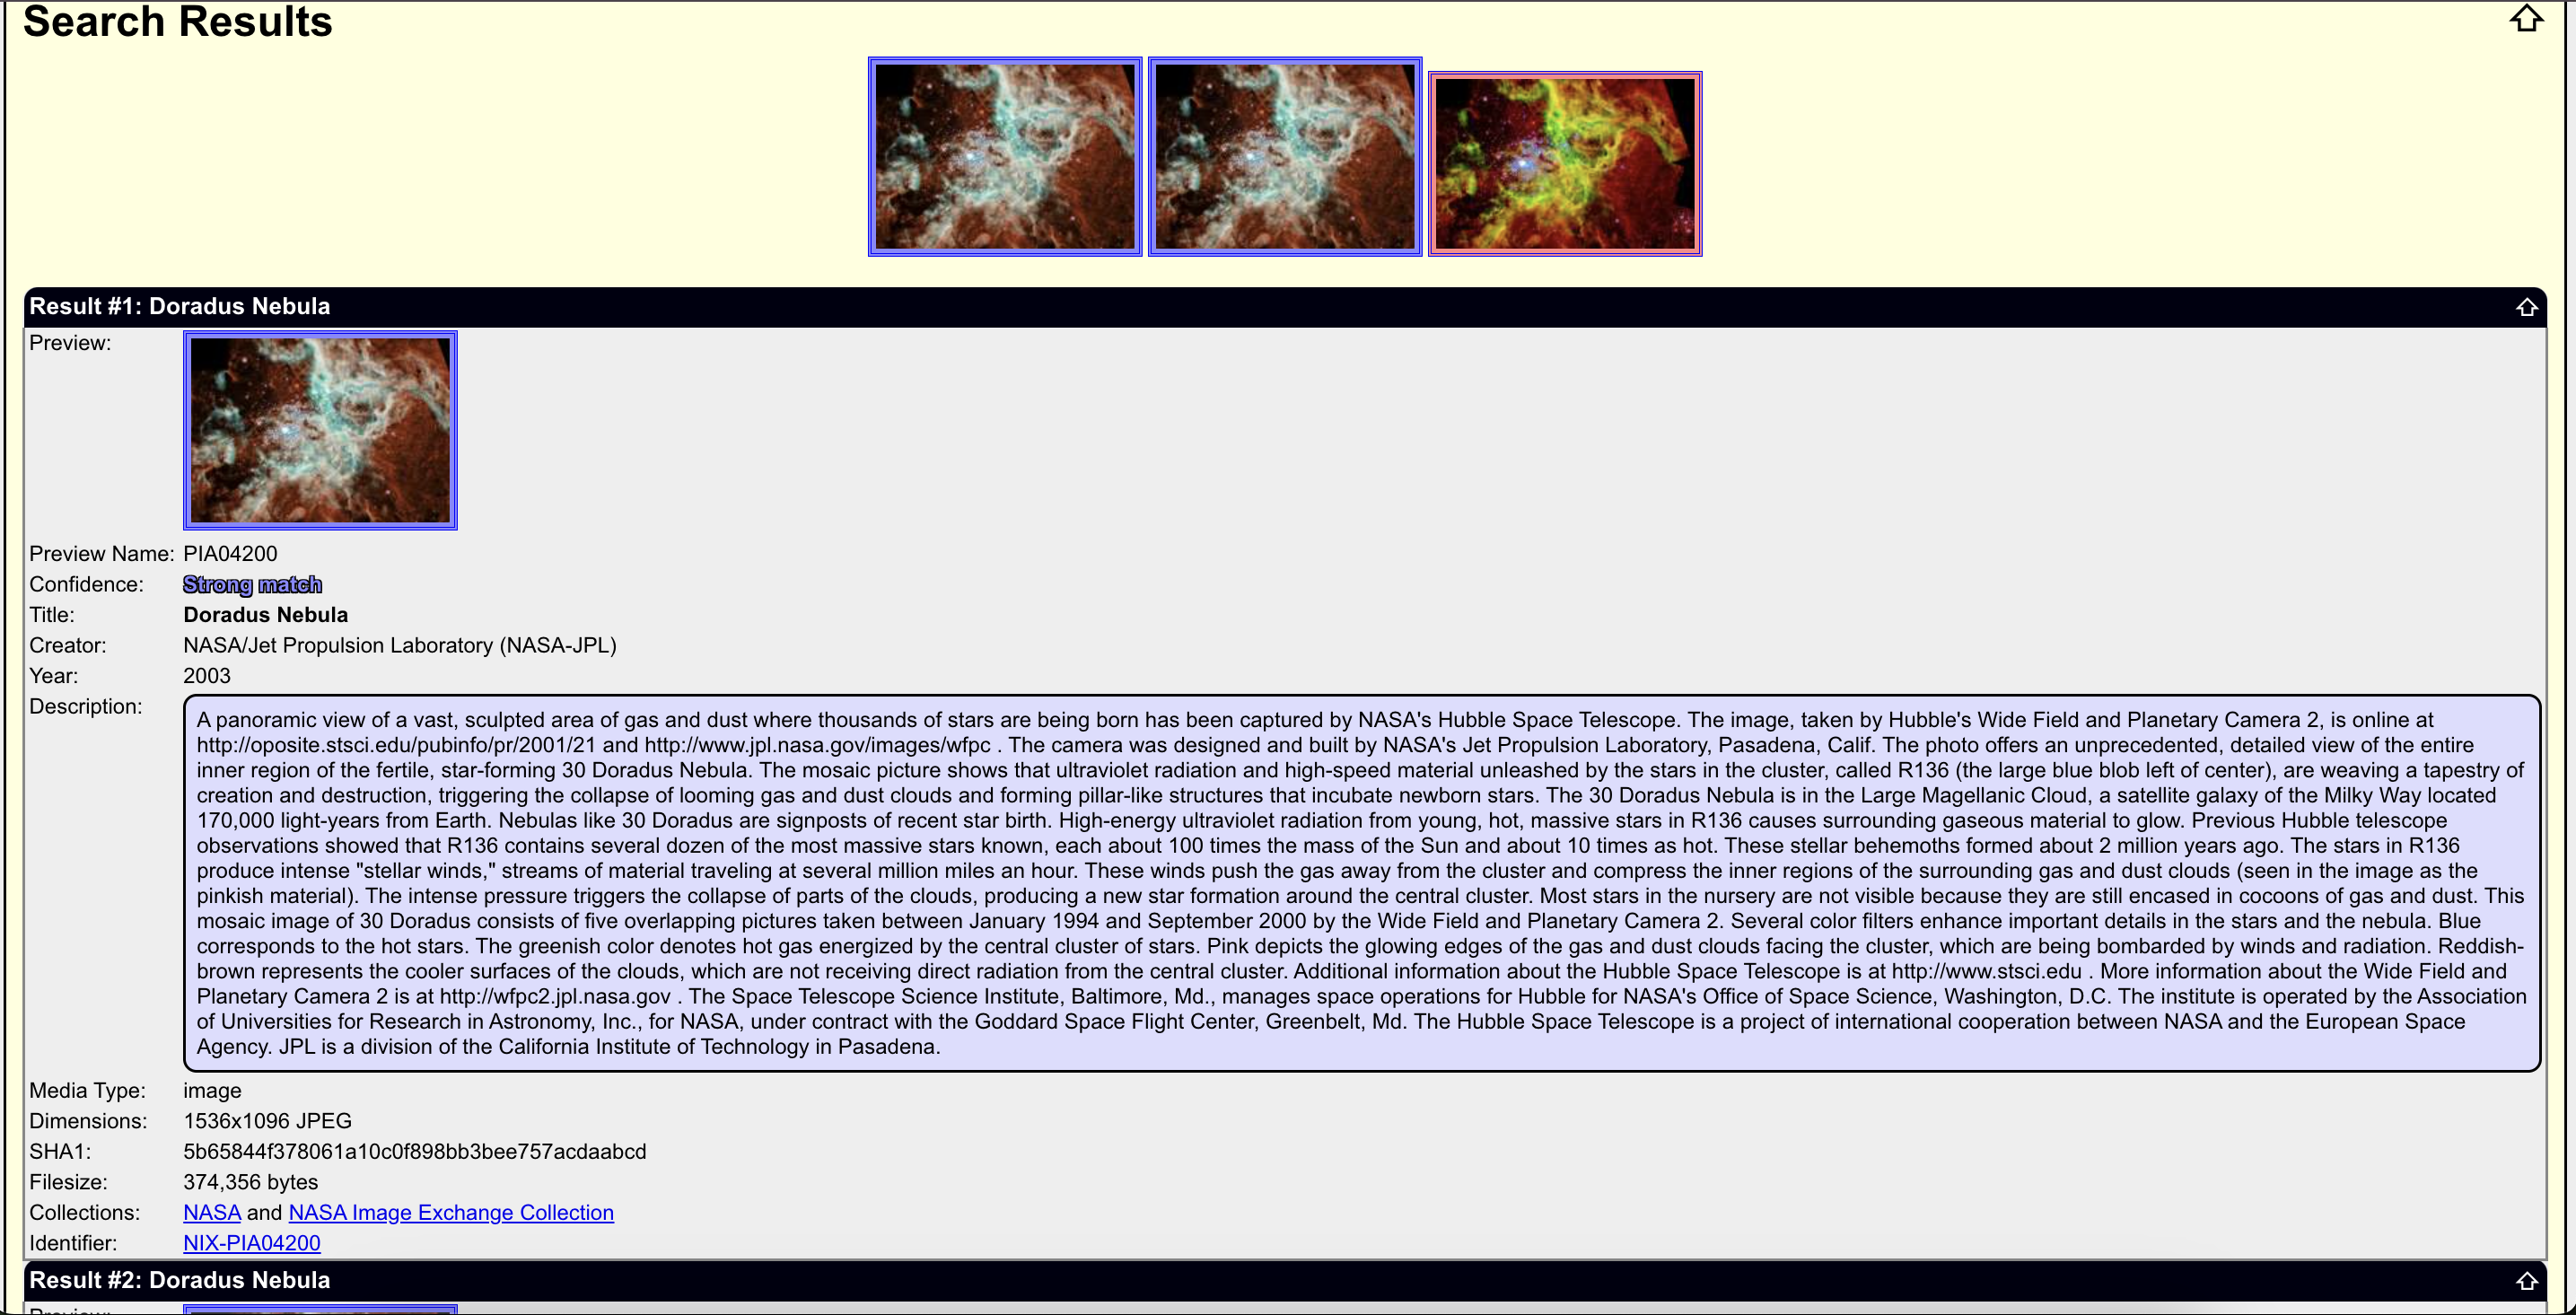 Search Results
Result #1: Doradus Nebula
Preview:
Preview Name: PIA04200
Confidence: Strong match
Title: Doradus Nebula
Creator: NASA/Jet Propulsion Laboratory (NASA-JPL)
Year: 2003
Description:
A panoramic view of a vast, sculpted area of gas and dust where thousands of stars are being born has been captured by NASA's Hubble Space Telescope. The image, taken by Hubble's Wide Field and Planetary Camera 2, is online at
http://oposite.stsci.edu/pubinfo/pr/2001/21 and http://www.jpl.nasa.gov/images/wfpc . The camera was designed and built by NASA's Jet Propulsion Laboratory, Pasadena, Calif. The photo offers an unprecedented, detailed view of the entire
inner region of the fertile, star-forming 30 Doradus Nebula. The mosaic picture shows that ultraviolet radiation and high-speed material unleashed by the stars in the cluster, called R136 (the large blue blob left of center), are weaving a tapestry of
creation and destruction, triggering the collapse of looming gas and dust clouds and forming pillar-like structures that incubate newborn stars. The 30 Doradus Nebula is in the Large Magellanic Cloud, a satellite galaxy of the Milky Way located
170,000 light-years from Earth. Nebulas like 30 Doradus are signposts of recent star birth. High-energy ultraviolet radiation from young, hot, massive stars in R136 causes surrounding gaseous material to glow. Previous Hubble telescope
observations showed that R136 contains several dozen of the most massive stars known, each about 100 times the mass of the Sun and about 10 times as hot. These stellar behemoths formed about 2 million years ago. The stars in R136
produce intense "stellar winds," streams of material traveling at several million miles an hour. These winds push the gas away from the cluster and compress the inner regions of the surrounding gas and dust clouds (seen in the image as the
pinkish material). The intense pressure triggers the collapse of parts of the clouds, producing a new star formation around the central cluster. Most stars in the nursery are not visible because they are still encased in cocoons of gas and dust. This
mosaic image of 30 Doradus consists of five overlapping pictures taken between January 1994 and September 2000 by the Wide Field and Planetary Camera 2. Several color filters enhance important details in the stars and the nebula. Blue
corresponds to the hot stars. The greenish color denotes hot gas energized by the central cluster of stars. Pink depicts the glowing edges of the gas and dust clouds facing the cluster, which are being bombarded by winds and radiation. Reddish-
brown represents the cooler surfaces of the clouds, which are not receiving direct radiation from the central cluster. Additional information about the Hubble Space Telescope is at http://www.stsci.edu . More information about the Wide Field and
Planetary Camera 2 is at http://wfpc2.jpl.nasa.gov . The Space Telescope Science Institute, Baltimore, Md., manages space operations for Hubble for NASA's Office of Space Science, Washington, D.C. The institute is operated by the Association
of Universities for Research in Astronomy, Inc., for NASA, under contract with the Goddard Space Flight Center, Greenbelt, Md. The Hubble Space Telescope is a project of international cooperation between NASA and the European Space
Agency. JPL is a division of the California Institute of Technology in Pasadena.
Media Type: image
Dimensions: 1536x1096 JPEG
SHA1: 5b65844f378061a10c0f898bb3bee757acdaabcd
Filesize: 374,356 bytes
Collections: NASA and NASA Image Exchange Collection
Identifier: NIX-PIA04200
Result #2: Doradus Nebula
Preview: